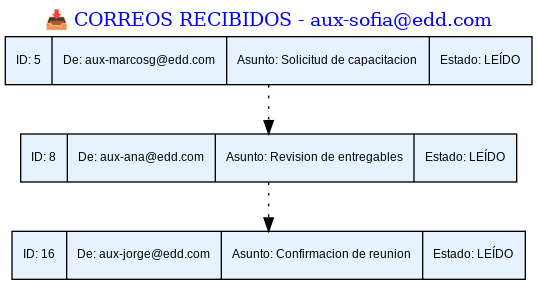 📥 CORREOS RECIBIDOS - aux-sofia@edd.com
ID: 5 De: aux-marcosg@edd.com Asunto: Solicitud de capacitacion Estado: LEÍDO
ID: 8 De: aux-ana@edd.com Asunto: Revision de entregables Estado: LEÍDO
ID: 16 De: aux-jorge@edd.com Asunto: Confirmacion de reunion Estado: LEÍDO